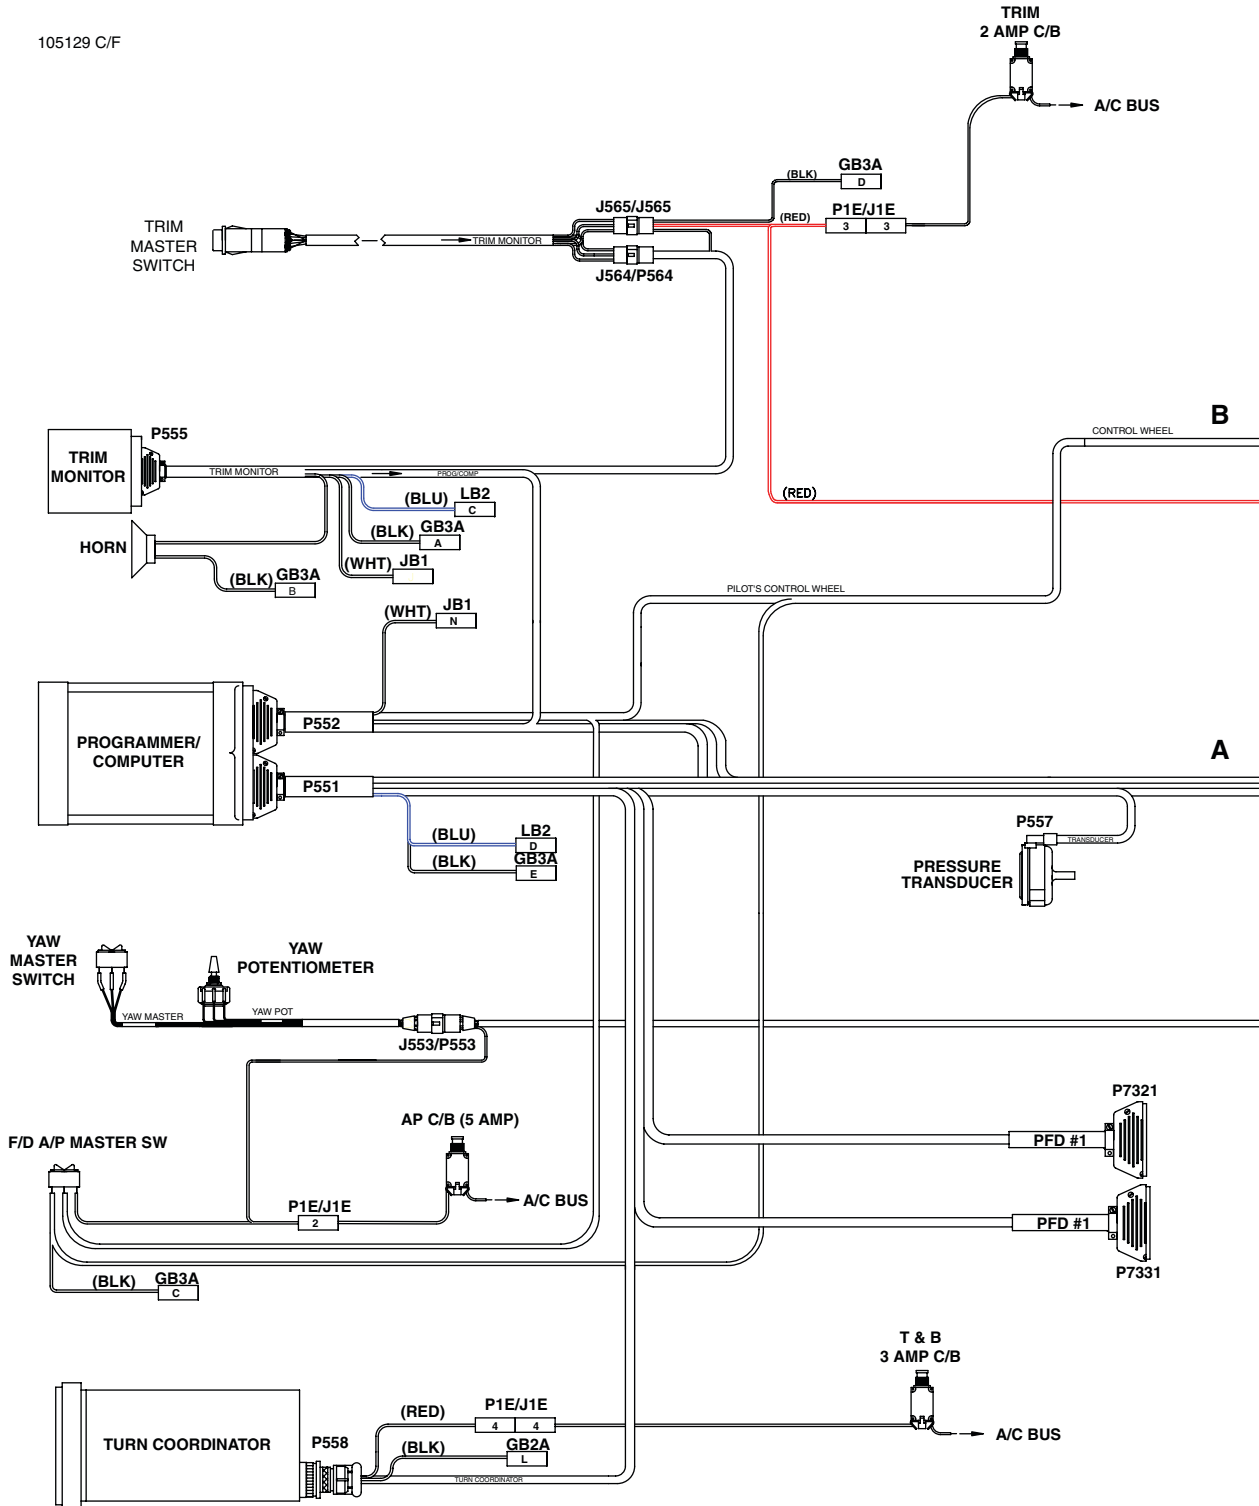 TRIM
2 AMP C/B
105129 C/F
A/C BUS
GB3A
(BLK)
D
J565/J565
P1E/J1E
(RED)
3 3
TRIM
MASTER
SWITCH
TRIM MONITOR
J564/P564
B
CONTROL WHEEL
P555
TRIM
MONITOR
TRIM MONITOR
PROG/COMP
(BLU)
LB2
C
(RED)
(BLK)
GB3A
A
HORN
(WHT)
JB1
(BLK)
GB3A
B
PILOT'S CONTROL WHEEL
(WHT)
JB1
N
P552
PROGRAMMER/
COMPUTER
A
P551
(BLU)
LB2
D
(BLK)
GB3A
E
P557
TRANSDUCER
PRESSURE
TRANSDUCER
YAW
MASTER
SWITCH
YAW
POTENTIOMETER
YAW MASTER
YAW POT
J553/P553
P7321
AP C/B (5 AMP)
F/D A/P MASTER SW
PFD #1
A/C BUS
P1E/J1E
2
PFD #1
P7331
(BLK)
GB3A
C
T & B
3 AMP C/B
(RED)
P1E/J1E
4 4
A/C BUS
TURN COORDINATOR
P558
(BLK)
GB2A
L
TURN COORDINATOR